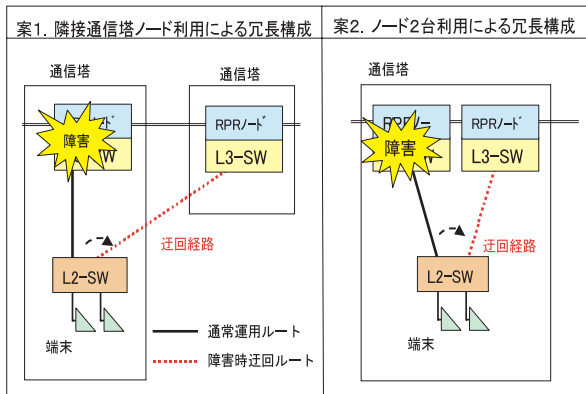 案1. 隣接通信塔ノード利用による冗長構成
通信塔
通信塔
障害
RPRノード
L3-SW
迂回経路
L2-SW
端末
通常運用ルート
障害時迂回ルート
案2. ノード2台利用による冗長構成
通信塔
障害
RPRノード
L3-SW
迂回経路
L2-SW
端末